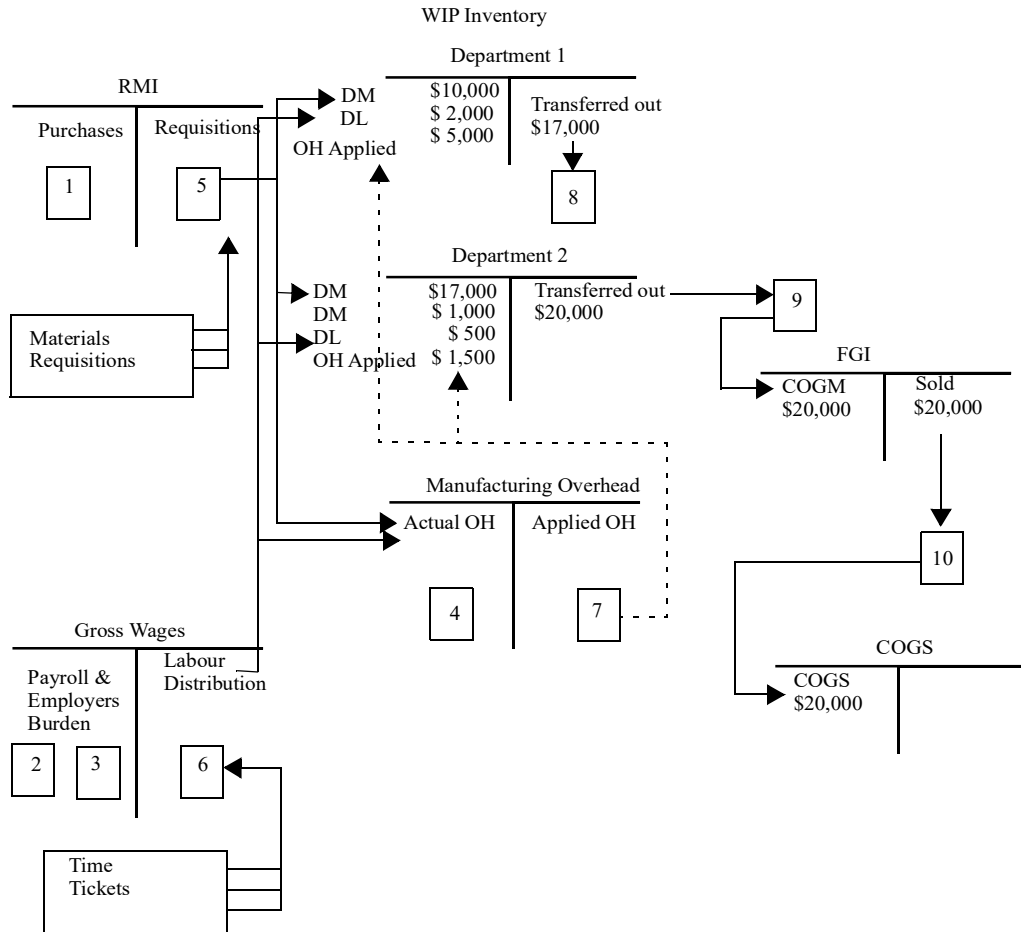 WIP Inventory
Department 1
RMI
Purchases
Requisitions
1
5
DM
DL
OH Applied
$10,000
$ 2,000
$ 5,000
Transferred out
$17,000
8
Department 2
DM
DM
DL
OH Applied
$17,000
$ 1,000
$ 500
$ 1,500
Transferred out
$20,000
9
Materials
Requisitions
FGI
COGM
$20,000
Sold
$20,000
Manufacturing Overhead
Actual OH
Applied OH
4
7
10
Gross Wages
Payroll &
Employers
Burden
Labour
Distribution
2
3
6
COGS
COGS
$20,000
Time
Tickets